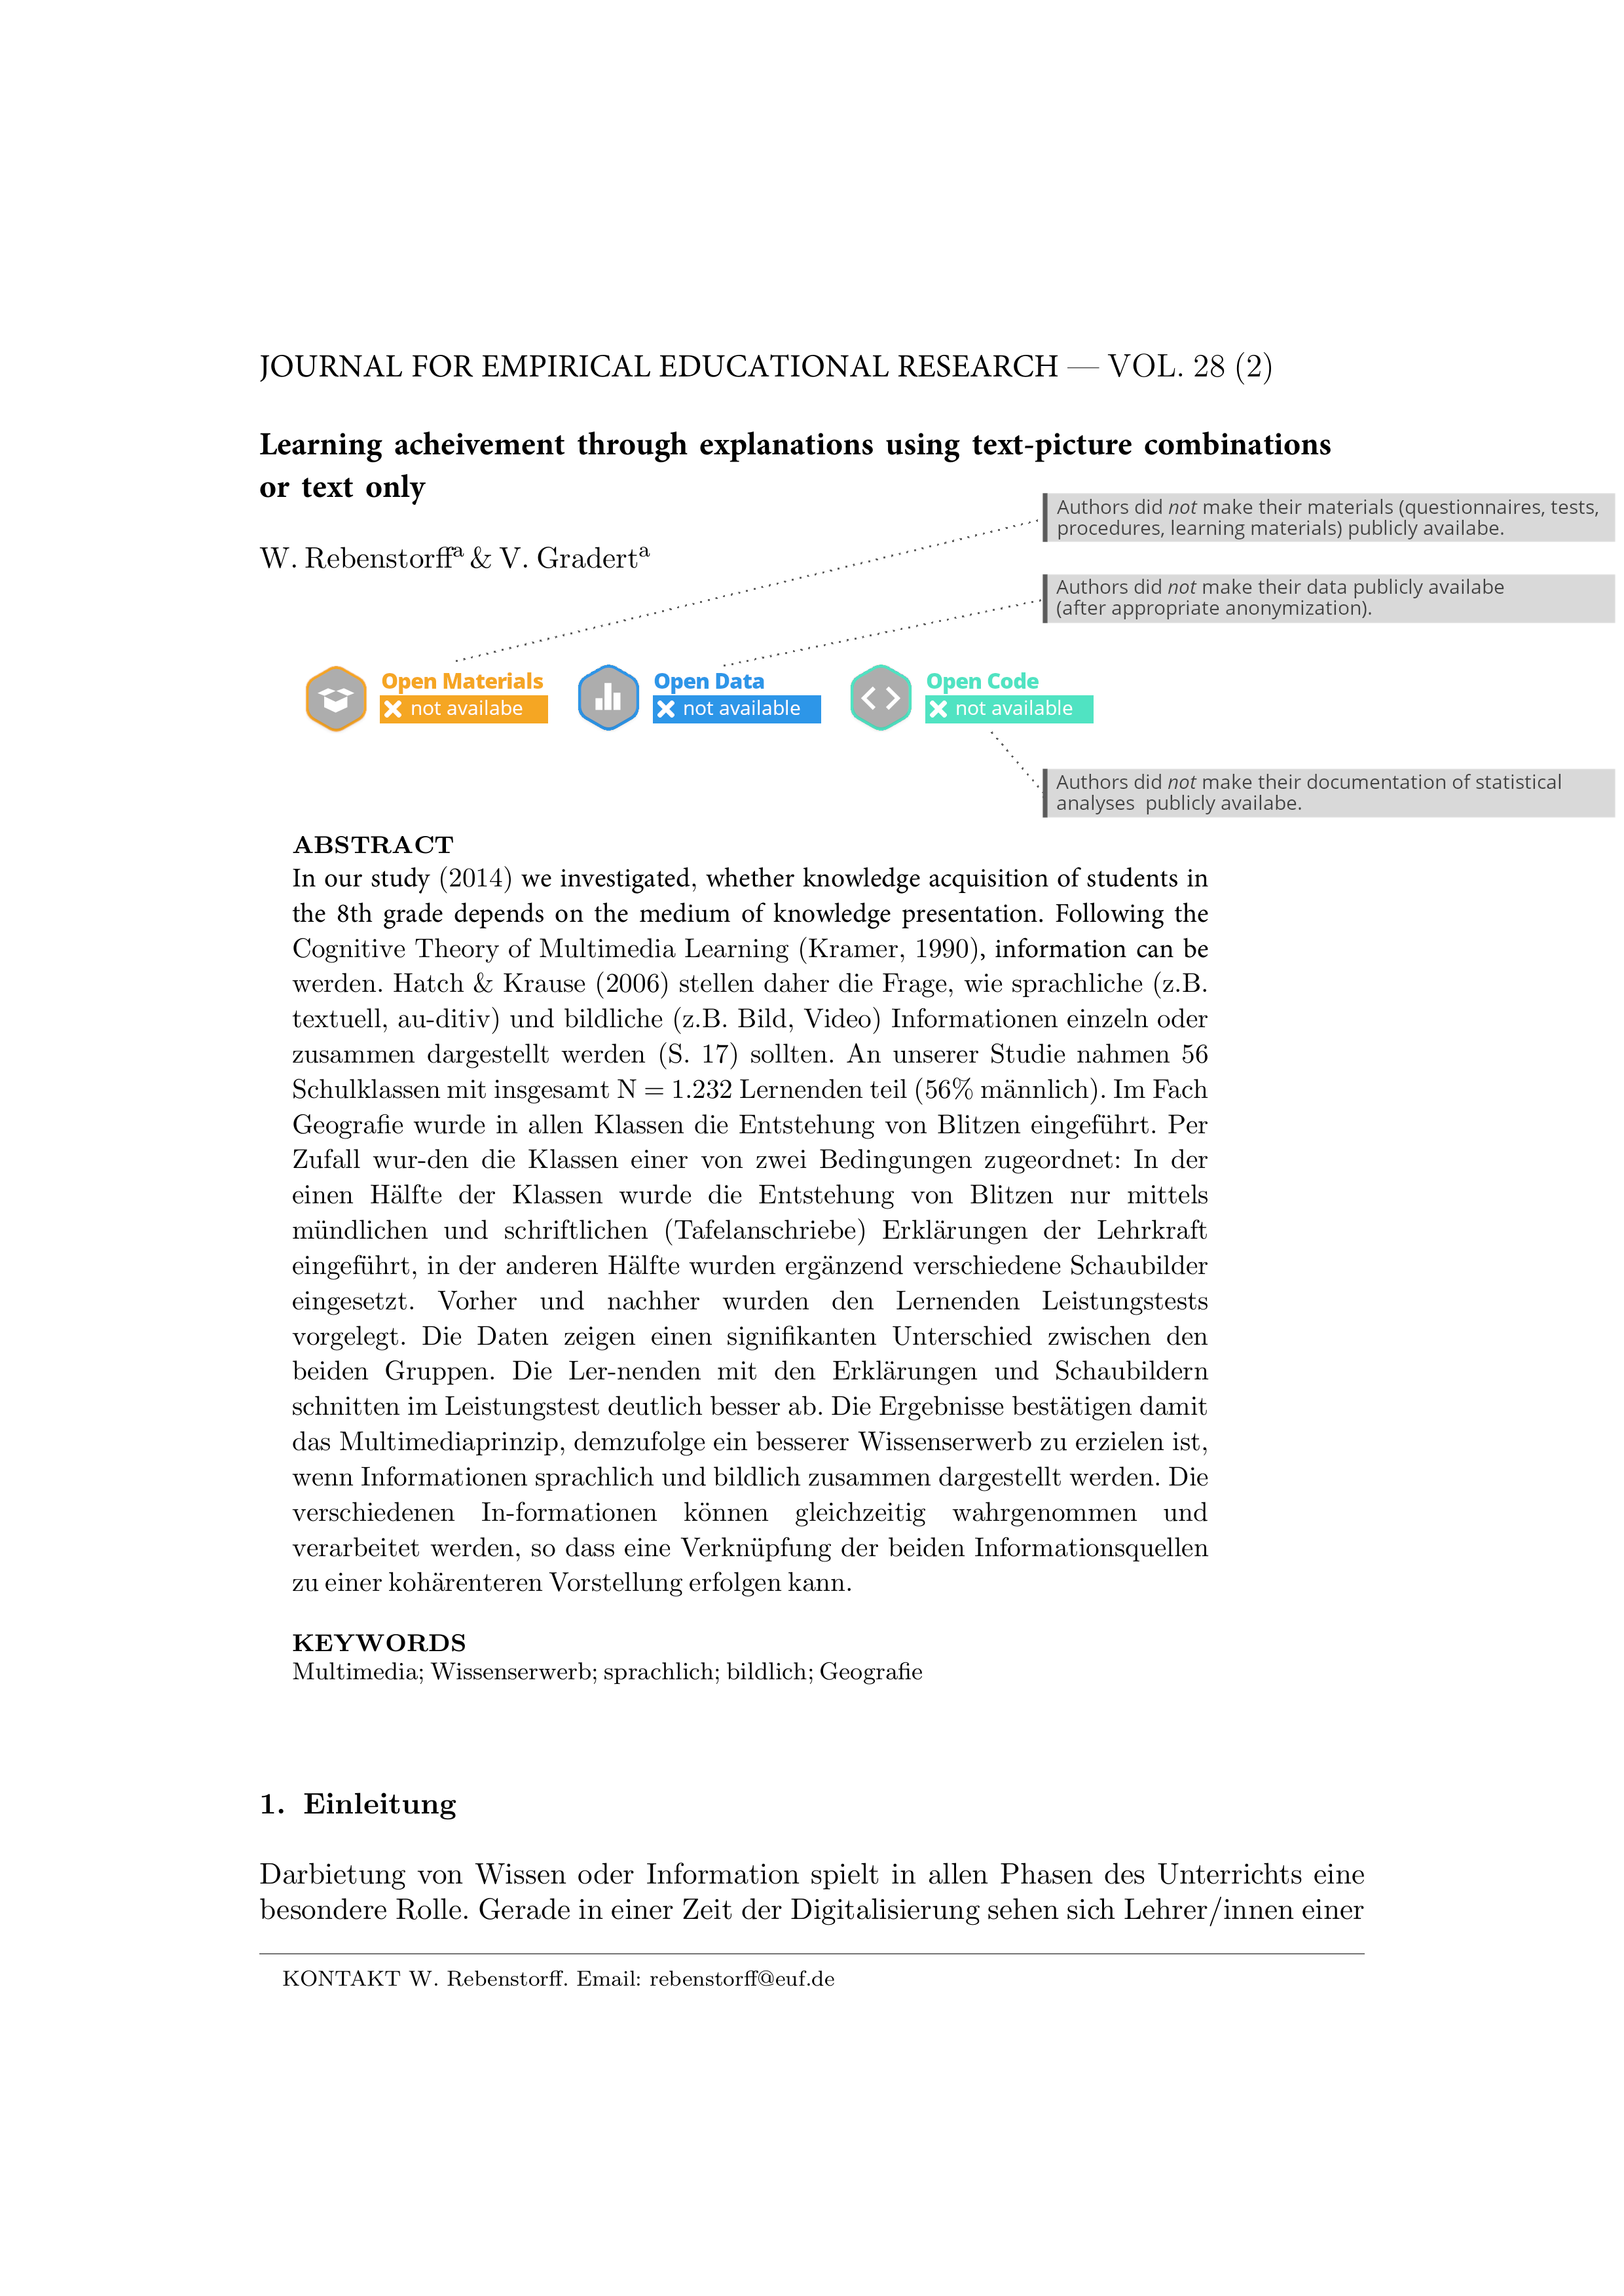 JOURNAL FOR EMPIRICAL EDUCATIONAL RESEARCH — VOL. 28 (2)
Learning acheivement through explanations using text-picture combinations
or text only
Authors did not make their materials (questionnaires, tests,
procedures, learning materials) publicly availabe.
W. Rebenstorffᵃ & V. Gradertᵃ
Authors did not make their data publicly availabe
(after appropriate anonymization).
Open Materials
not availabe
Open Data
not available
Open Code
not available
Authors did not make their documentation of statistical
analyses publicly availabe.
ABSTRACT
In our study (2014) we investigated, whether knowledge acquisition of students in
the 8th grade depends on the medium of knowledge presentation. Following the
Cognitive Theory of Multimedia Learning (Kramer, 1990), information can be
werden. Hatch & Krause (2006) stellen daher die Frage, wie sprachliche (z.B.
textuell, au-ditiv) und bildliche (z.B. Bild, Video) Informationen einzeln oder
zusammen dargestellt werden (S. 17) sollten. An unserer Studie nahmen 56
Schulklassen mit insgesamt N = 1.232 Lernenden teil (56% männlich). Im Fach
Geografie wurde in allen Klassen die Entstehung von Blitzen eingeführt. Per
Zufall wur-den die Klassen einer von zwei Bedingungen zugeordnet: In der
einen Hälfte der Klassen wurde die Entstehung von Blitzen nur mittels
mündlichen und schriftlichen (Tafelanschriebe) Erklärungen der Lehrkraft
eingeführt, in der anderen Hälfte wurden ergänzend verschiedene Schaubilder
eingesetzt. Vorher und nachher wurden den Lernenden Leistungstests
vorgelegt. Die Daten zeigen einen signifikanten Unterschied zwischen den
beiden Gruppen. Die Ler-nenden mit den Erklärungen und Schaubildern
schnitten im Leistungstest deutlich besser ab. Die Ergebnisse bestätigen damit
das Multimediaprinzip, demzufolge ein besserer Wissenserwerb zu erzielen ist,
wenn Informationen sprachlich und bildlich zusammen dargestellt werden. Die
verschiedenen In-formationen können gleichzeitig wahrgenommen und
verarbeitet werden, so dass eine Verknüpfung der beiden Informationsquellen
zu einer kohärenteren Vorstellung erfolgen kann.
KEYWORDS
Multimedia; Wissenserwerb; sprachlich; bildlich; Geografie
1. Einleitung
Darbietung von Wissen oder Information spielt in allen Phasen des Unterrichts eine
besondere Rolle. Gerade in einer Zeit der Digitalisierung sehen sich Lehrer/innen einer
KONTAKT W. Rebenstorff. Email: rebenstorff@euf.de